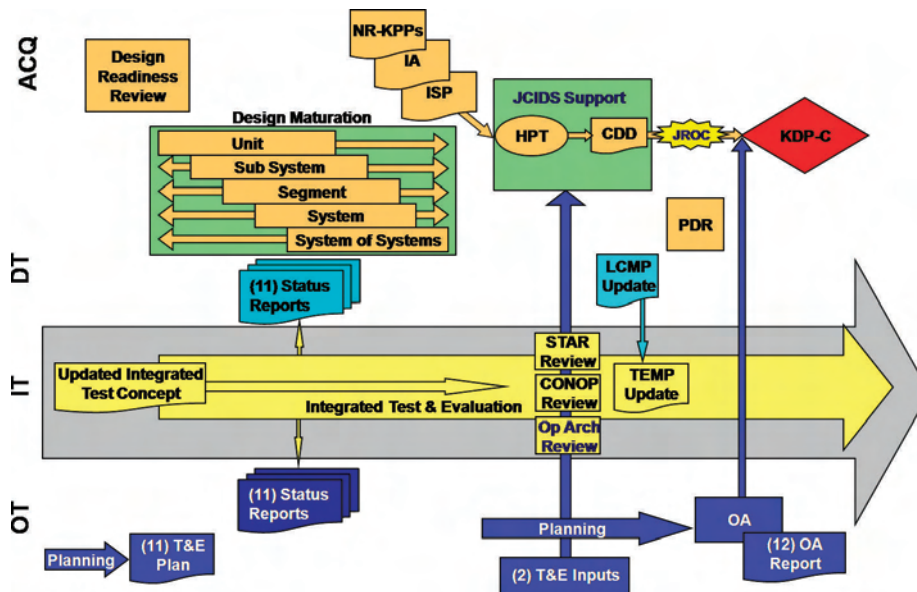 ACQ
DT
IT
OT
Design
Readiness
Review
NR-KPPs
IA
ISP
Design Maturation
Unit
Sub System
Segment
System
System of Systems
JCIDS Support
HPT
CDD
JROC
KDP-C
PDR
(11) Status
Reports
LCMP
Update
Updated Integrated
Test Concept
Integrated Test & Evaluation
STAR
Review
CONOP
Review
Op Arch
Review
TEMP
Update
(11) Status
Reports
Planning
(11) T&E
Plan
Planning
(2) T&E Inputs
OA
(12) OA
Report